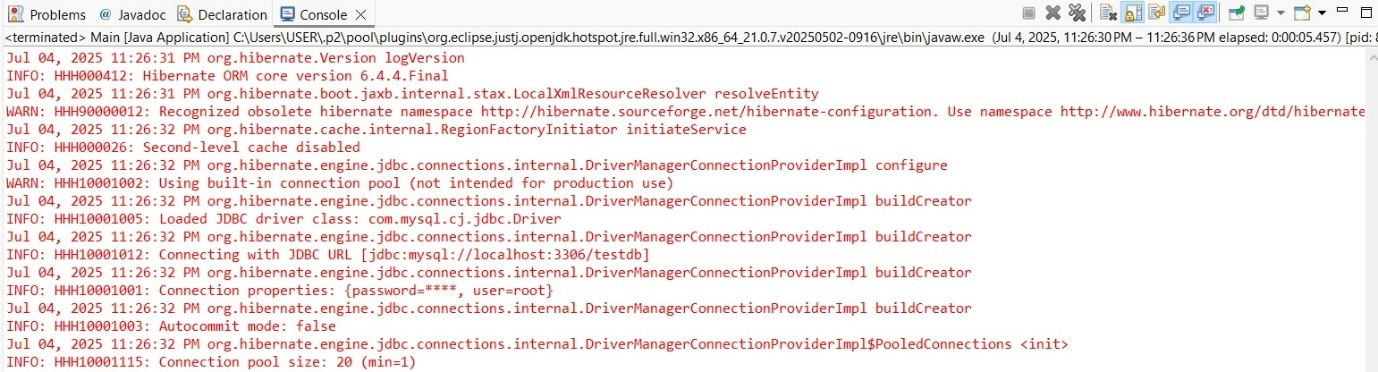 Problems @ Javadoc Declaration Console
<terminated> Main [Java Application] C:\Users\USER\.p2\pool\plugins\org.eclipse.justj.openjdk.hotspot.jre.full.win32.x86_64_21.0.7.v20250502-0916\jre\bin\javaw.exe (Jul 4, 2025, 11:26:30 PM – 11:26:36 PM elapsed: 0:00:05.457) [pid: 8
Jul 04, 2025 11:26:31 PM org.hibernate.Version logVersion
INFO: HHH000412: Hibernate ORM core version 6.4.4.Final
Jul 04, 2025 11:26:31 PM org.hibernate.boot.jaxb.internal.stax.LocalXmlResourceResolver resolveEntity
WARN: HHH90000012: Recognized obsolete hibernate namespace http://hibernate.sourceforge.net/hibernate-configuration. Use namespace http://www.hibernate.org/dtd/hibernate
Jul 04, 2025 11:26:32 PM org.hibernate.cache.internal.RegionFactoryInitiator initiateService
INFO: HHH000026: Second-level cache disabled
Jul 04, 2025 11:26:32 PM org.hibernate.engine.jdbc.connections.internal.DriverManagerConnectionProviderImpl configure
WARN: HHH10001002: Using built-in connection pool (not intended for production use)
Jul 04, 2025 11:26:32 PM org.hibernate.engine.jdbc.connections.internal.DriverManagerConnectionProviderImpl buildCreator
INFO: HHH10001005: Loaded JDBC driver class: com.mysql.cj.jdbc.Driver
Jul 04, 2025 11:26:32 PM org.hibernate.engine.jdbc.connections.internal.DriverManagerConnectionProviderImpl buildCreator
INFO: HHH10001012: Connecting with JDBC URL [jdbc:mysql://localhost:3306/testdb]
Jul 04, 2025 11:26:32 PM org.hibernate.engine.jdbc.connections.internal.DriverManagerConnectionProviderImpl buildCreator
INFO: HHH10001001: Connection properties: {password=****, user=root}
Jul 04, 2025 11:26:32 PM org.hibernate.engine.jdbc.connections.internal.DriverManagerConnectionProviderImpl buildCreator
INFO: HHH10001003: Autocommit mode: false
Jul 04, 2025 11:26:32 PM org.hibernate.engine.jdbc.connections.internal.DriverManagerConnectionProviderImpl$PooledConnections <init>
INFO: HHH10001115: Connection pool size: 20 (min=1)